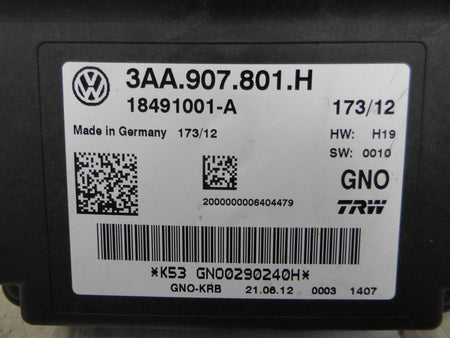 3AA.907.801.H
18491001-A 173/12
Made in Germany 173/12 HW: H19
SW: 0010
GNO
2000000006404479
TRW
*K53 GNO0290240H*
GNO-KRB 21.06.12 0003 1407